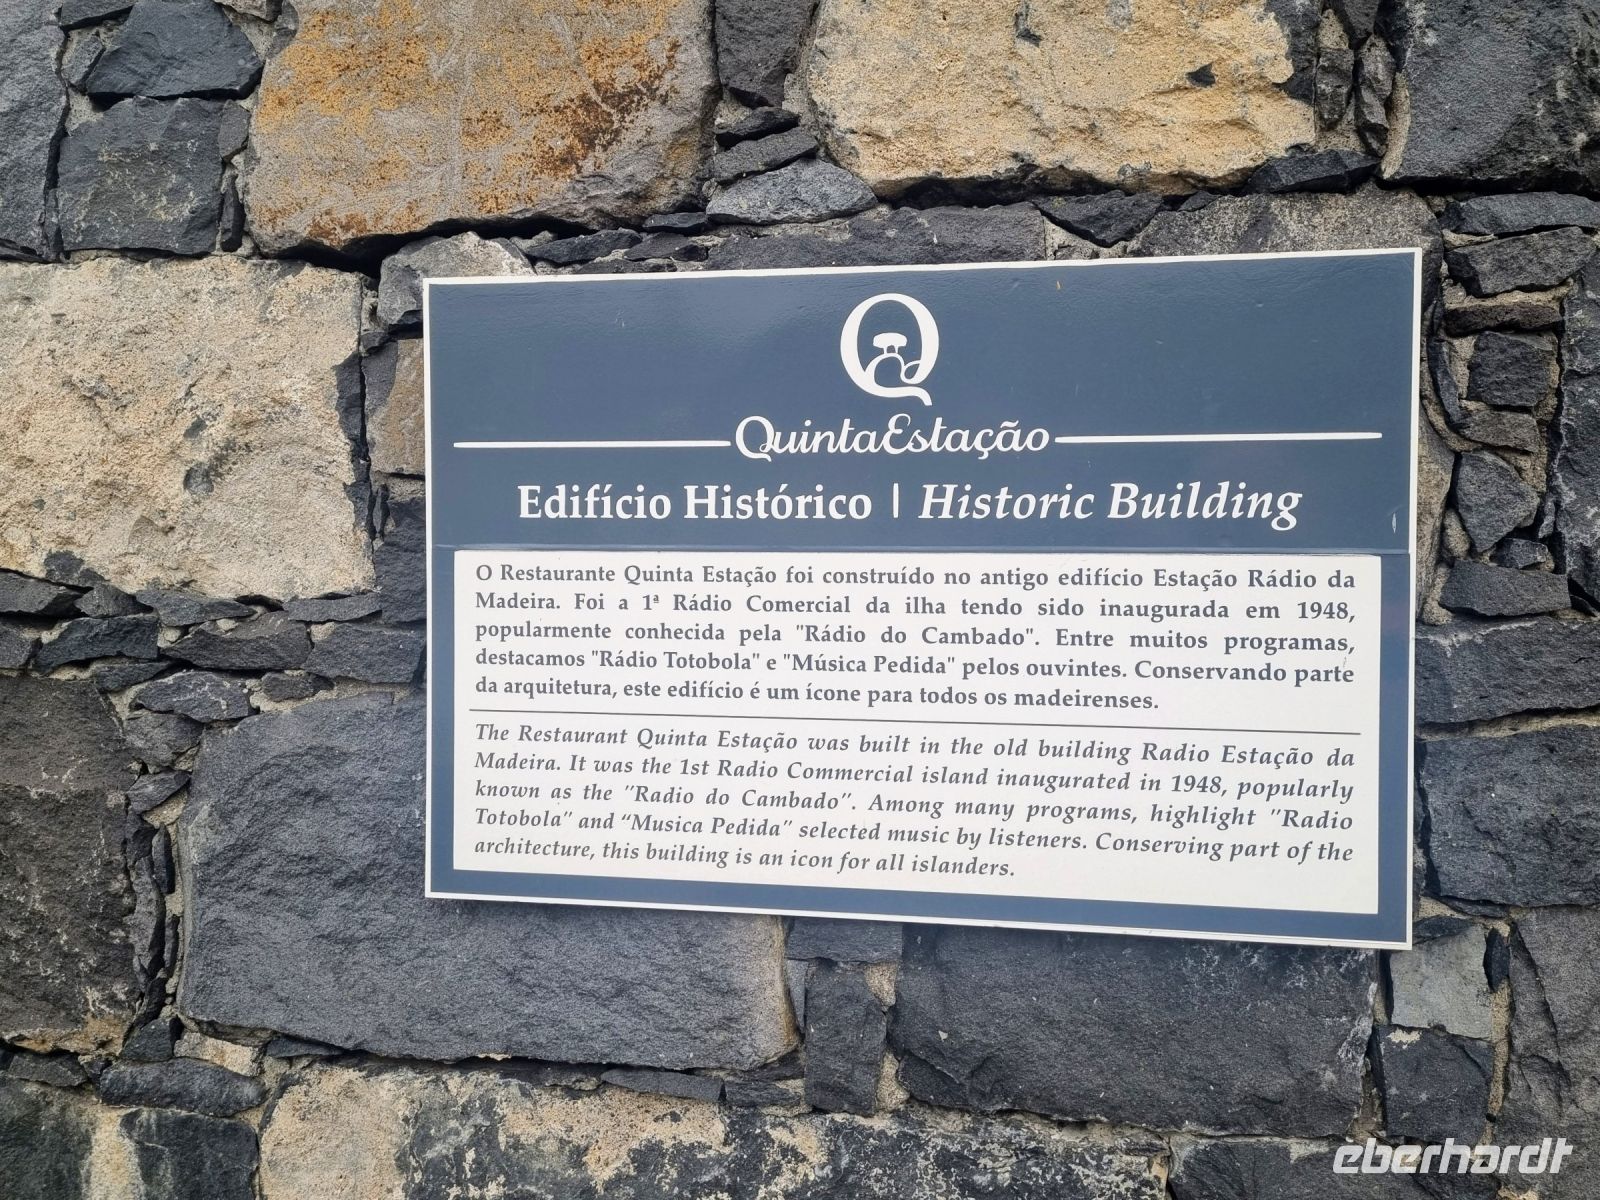 Q
QuintaEstação
Edifício Histórico | Historic Building
O Restaurante Quinta Estação foi construído no antigo edifício Estação Rádio da
Madeira. Foi a 1ª Rádio Comercial da ilha tendo sido inaugurada em 1948,
popularmente conhecida pela "Rádio do Cambado". Entre muitos programas,
destacamos "Rádio Totobola" e "Música Pedida" pelos ouvintes. Conservando parte
da arquitetura, este edifício é um ícone para todos os madeirenses.
The Restaurant Quinta Estação was built in the old building Radio Estação da
Madeira. It was the 1st Radio Commercial island inaugurated in 1948, popularly
known as the "Radio do Cambado". Among many programs, highlight "Radio
Totobola" and “Musica Pedida" selected music by listeners. Conserving part of the
architecture, this building is an icon for all islanders.
eberhardt